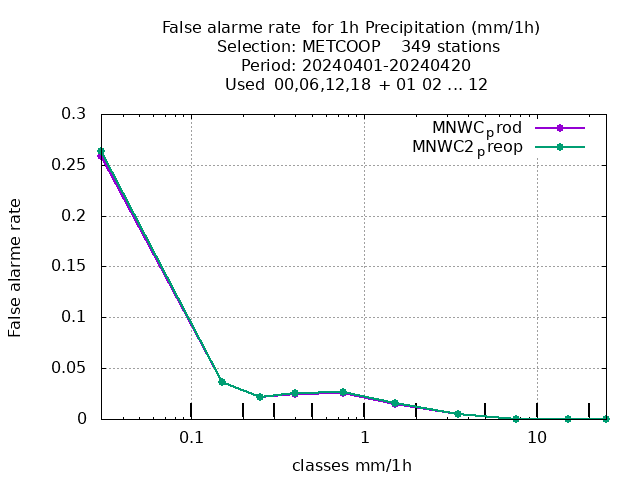 False alarme rate  for 1h Precipitation (mm/1h)
Selection: METCOOP    349 stations
Period: 20240401-20240420
Used  00,06,12,18 + 01 02 ... 12
MNWCprod
MNWC2preop
0.3
0.25
0.2
0.15
0.1
0.05
0
False alarme rate
0.1
1
10
classes mm/1h